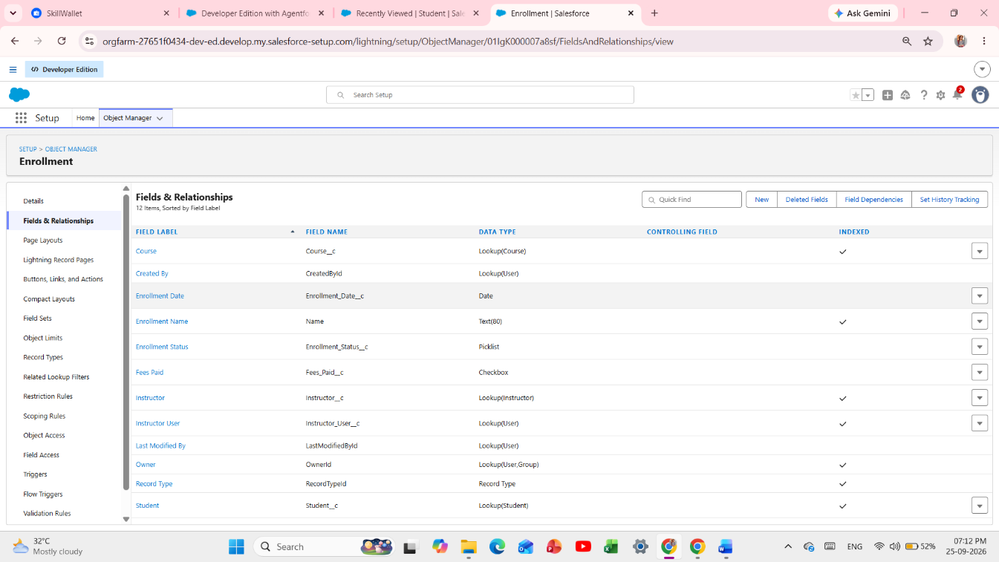 SkillWallet
Developer Edition with Agentfo
Recently Viewed | Student | Sale
Enrollment | Salesforce
Ask Gemini
orgfarm-27651f0434-dev-ed.develop.my.salesforce-setup.com/lightning/setup/ObjectManager/01IgK000007a8sf/FieldsAndRelationships/view
Developer Edition
Search Setup
2
Setup
Home
Object Manager
SETUP > OBJECT MANAGER
Enrollment
Details
Fields & Relationships
Page Layouts
Lightning Record Pages
Buttons, Links, and Actions
Compact Layouts
Field Sets
Object Limits
Record Types
Related Lookup Filters
Restriction Rules
Scoping Rules
Object Access
Field Access
Triggers
Flow Triggers
Validation Rules
Fields & Relationships
12 Items, Sorted by Field Label
Quick Find
New
Deleted Fields
Field Dependencies
Set History Tracking
FIELD LABEL FIELD NAME DATA TYPE CONTROLLING FIELD INDEXED
Course Course__c Lookup(Course)
Created By CreatedById Lookup(User)
Enrollment Date Enrollment_Date__c Date
Enrollment Name Name Text(80)
Enrollment Status Enrollment_Status__c Picklist
Fees Paid Fees_Paid__c Checkbox
Instructor Instructor__c Lookup(Instructor)
Instructor User Instructor_User__c Lookup(User)
Last Modified By LastModifiedById Lookup(User)
Owner OwnerId Lookup(User,Group)
Record Type RecordTypeId Record Type
Student Student__c Lookup(Student)
32°C
Mostly cloudy
Search
ENG
52%
07:12 PM
25-09-2026